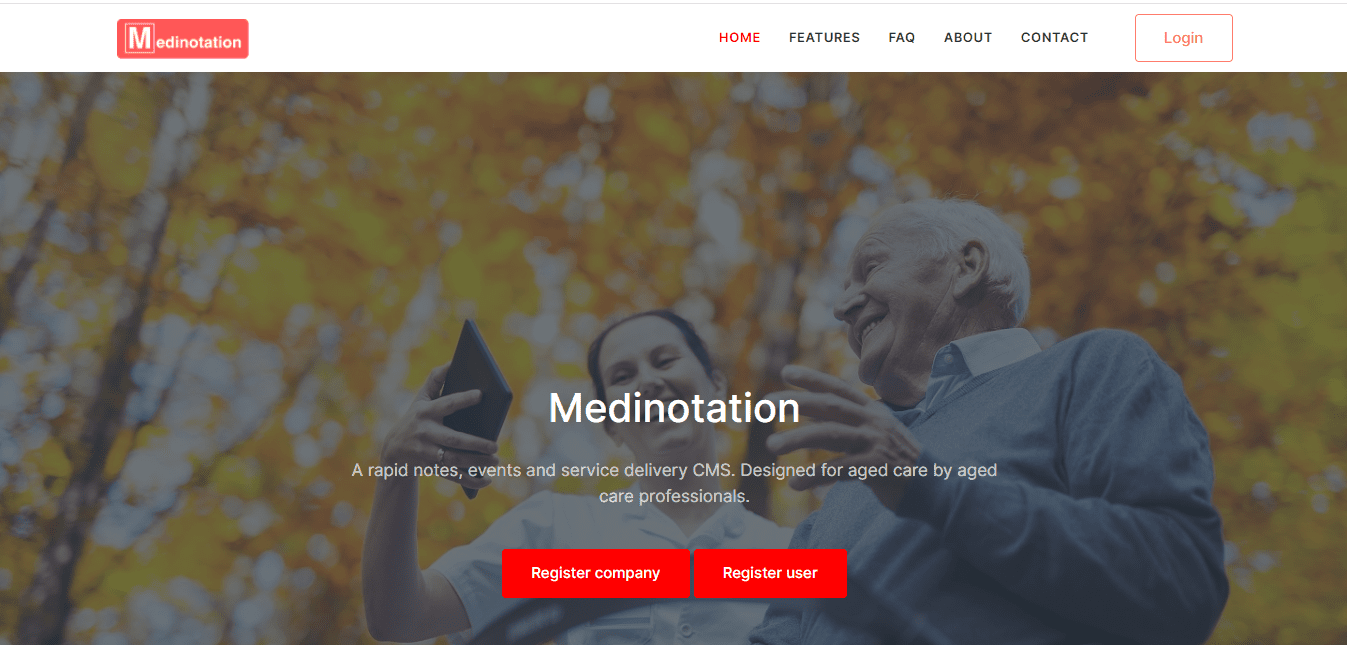 Medinotation
HOME
FEATURES
FAQ
ABOUT
CONTACT
Login
Medinotation
A rapid notes, events and service delivery CMS. Designed for aged care by aged
care professionals.
Register company
Register user